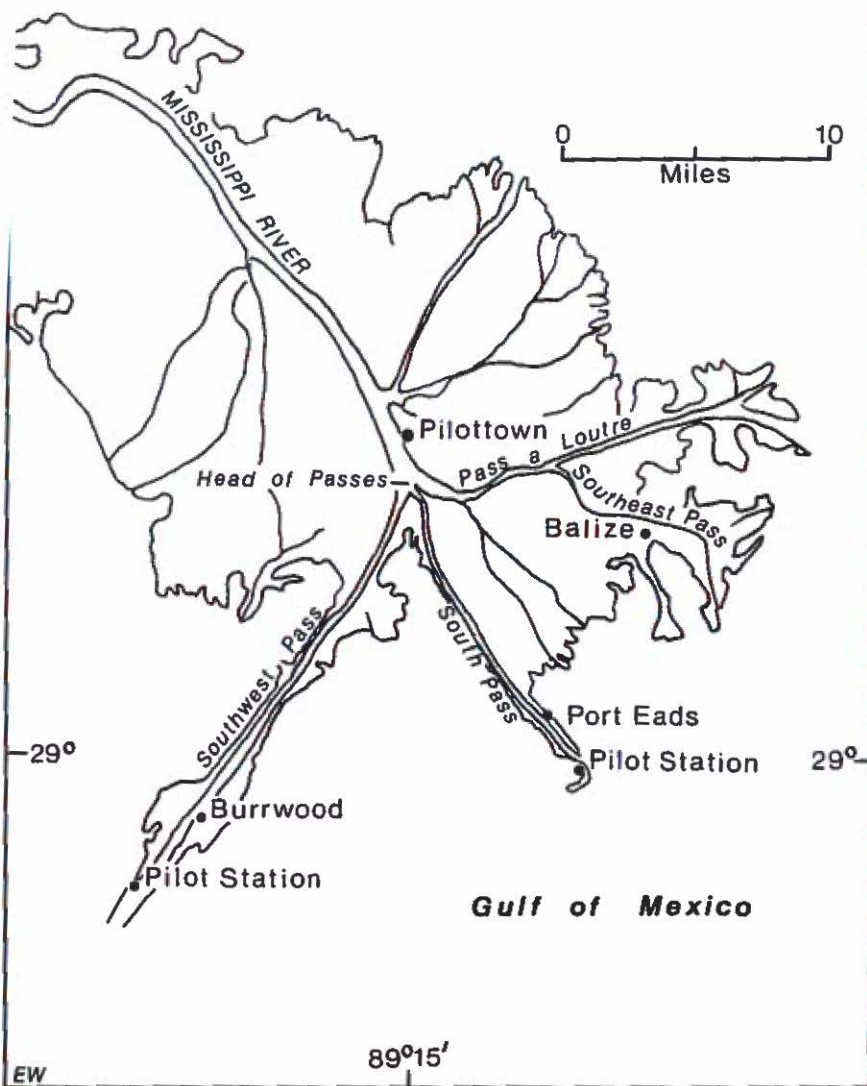 MISSISSIPPI RIVER
0 10
Miles
Pilottown
Pass a Loutre
Head of Passes
Southeast Pass
Balize
Southwest Pass
South Pass
Port Eads
29° 29°
Pilot Station
Burrwood
Pilot Station
Gulf of Mexico
89°15'
EW